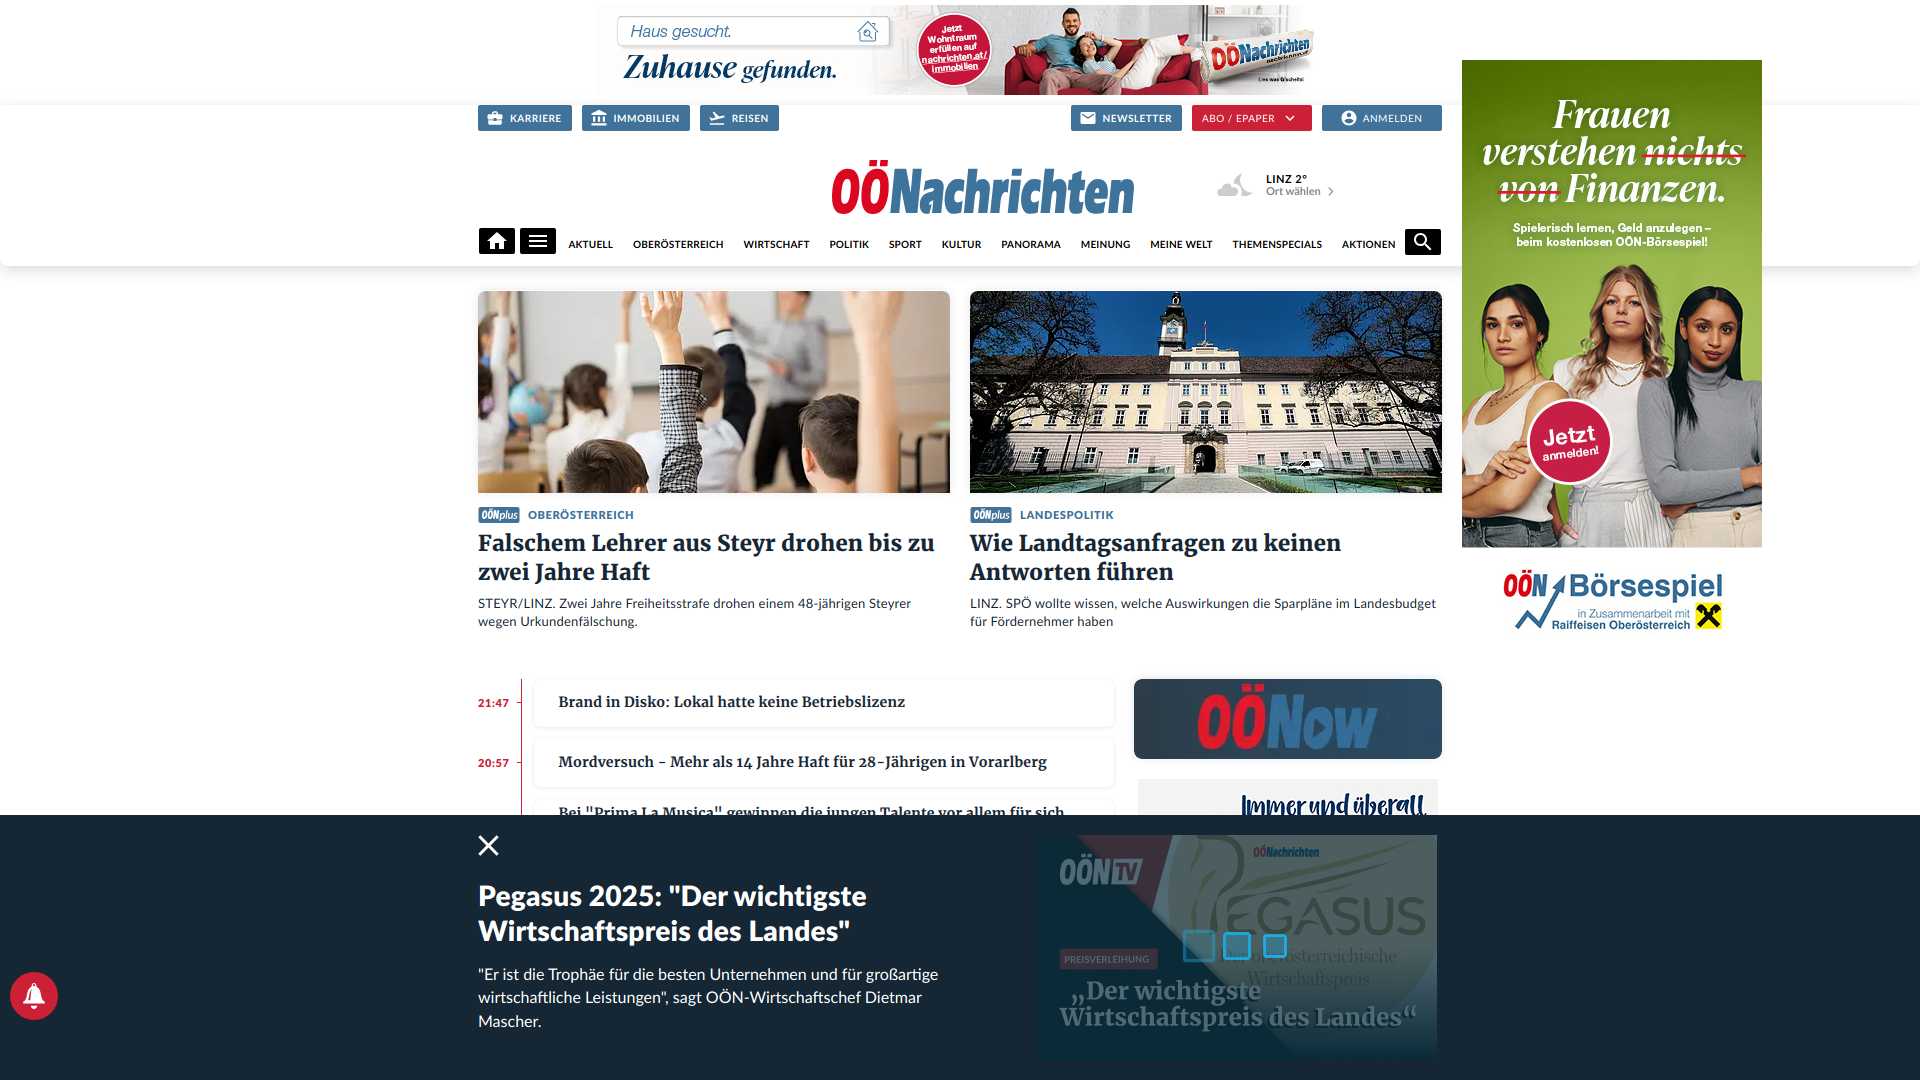 Haus gesucht.
Zuhause gefunden.
Jetzt
Wohntraum
erfüllen auf
nachrichten.at/
immobilien
OÖNachrichten
Lies was G'scheits!
KARRIERE
IMMOBILIEN
REISEN
NEWSLETTER
ABO / EPAPER
ANMELDEN
OÖNachrichten
LINZ 2°
Ort wählen
AKTUELL
OBERÖSTERREICH
WIRTSCHAFT
POLITIK
SPORT
KULTUR
PANORAMA
MEINUNG
MEINE WELT
THEMENSPECIALS
AKTIONEN
Frauen
verstehen nichts
von Finanzen.
Spielerisch lernen, Geld anzulegen –
beim kostenlosen OÖN-Börsespiel!
Jetzt
anmelden!
OÖN Börsespiel
in Zusammenarbeit mit
Raiffeisen Oberösterreich
OÖNplus OBERÖSTERREICH
Falschem Lehrer aus Steyr drohen bis zu
zwei Jahre Haft
STEYR/LINZ. Zwei Jahre Freiheitsstrafe drohen einem 48-jährigen Steyrer
wegen Urkundenfälschung.
OÖNplus LANDESPOLITIK
Wie Landtagsanfragen zu keinen
Antworten führen
LINZ. SPÖ wollte wissen, welche Auswirkungen die Sparpläne im Landesbudget
für Fördernehmer haben
21:47 Brand in Disko: Lokal hatte keine Betriebslizenz
20:57 Mordversuch - Mehr als 14 Jahre Haft für 28-Jährigen in Vorarlberg
Bei "Prima La Musica" gewinnen die jungen Talente vor allem für sich
OÖNow
Immer und überall
Pegasus 2025: "Der wichtigste
Wirtschaftspreis des Landes"
"Er ist die Trophäe für die besten Unternehmen und für großartige
wirtschaftliche Leistungen", sagt OÖN-Wirtschaftschef Dietmar
Mascher.
OÖNTV
OÖNachrichten
PEGASUS
Der oberösterreichische
Wirtschaftspreis
PREISVERLEIHUNG
„Der wichtigste
Wirtschaftspreis des Landes“